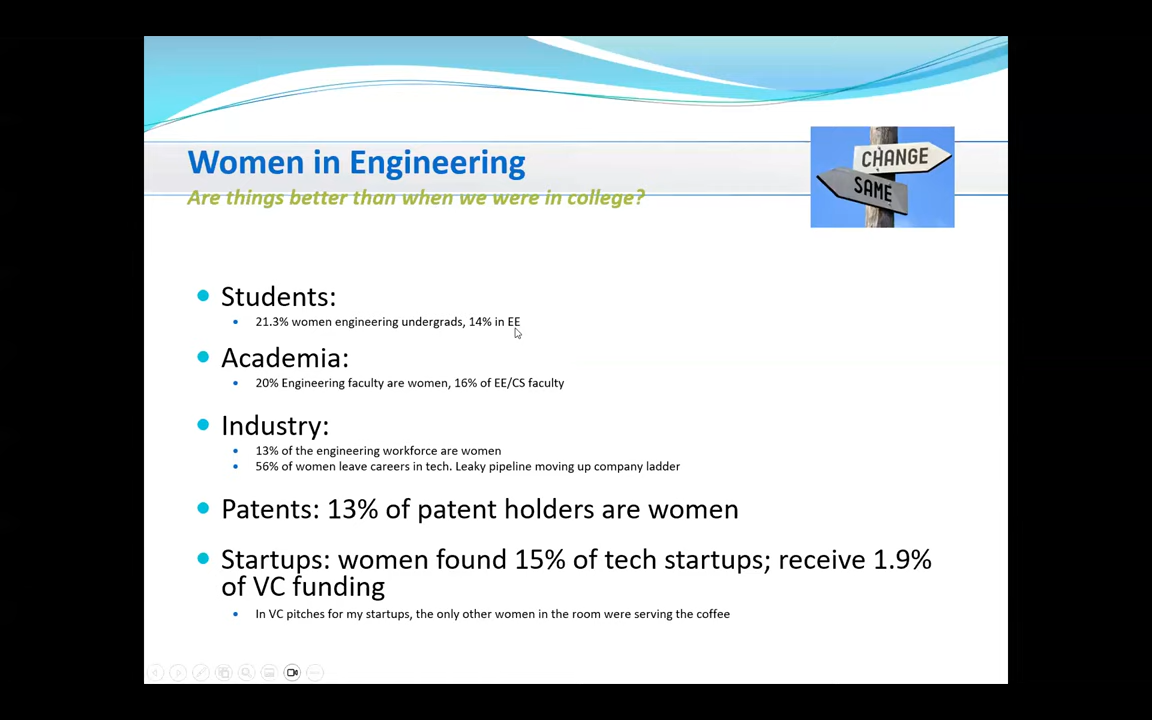 Women in Engineering
Are things better than when we were in college?
CHANGE
SAME
Students:
21.3% women engineering undergrads, 14% in EE
Academia:
20% Engineering faculty are women, 16% of EE/CS faculty
Industry:
13% of the engineering workforce are women
56% of women leave careers in tech. Leaky pipeline moving up company ladder
Patents: 13% of patent holders are women
Startups: women found 15% of tech startups; receive 1.9%
of VC funding
In VC pitches for my startups, the only other women in the room were serving the coffee